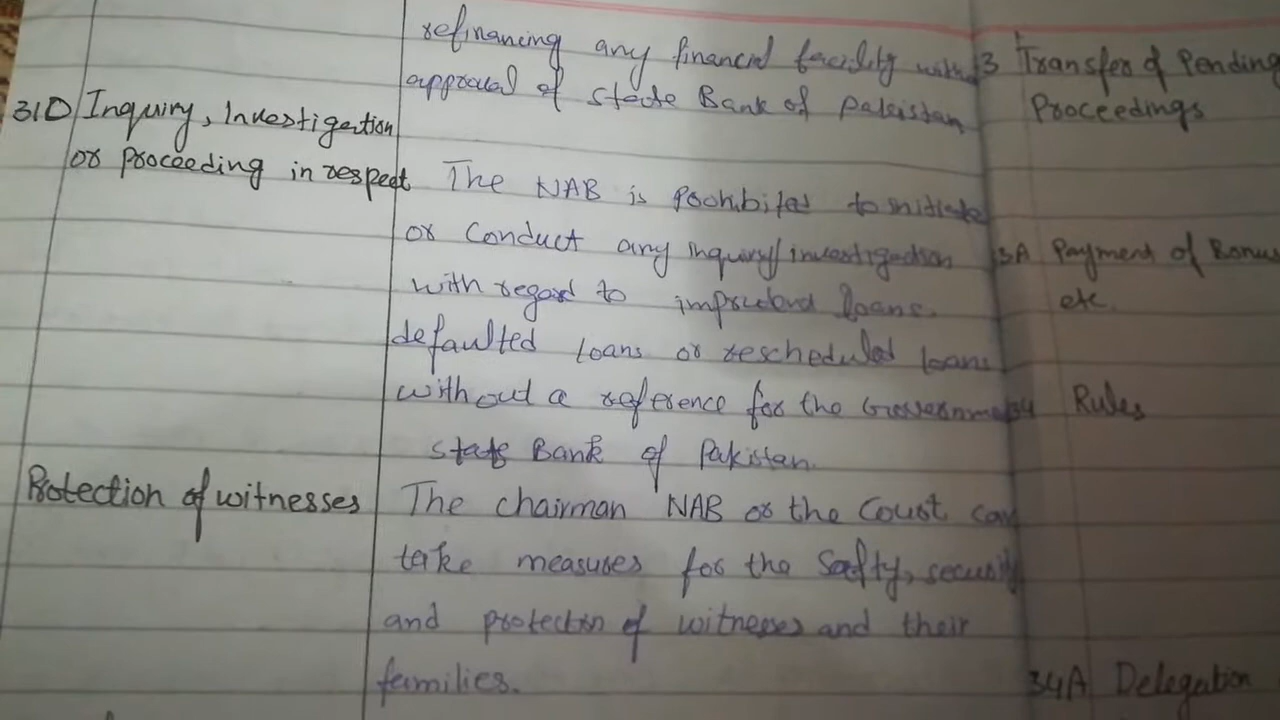 refinancing any financial facility with
approval of state Bank of pakistan
31D Inquiry, Investigation
or proceeding in respect
The NAB is prohibited to initiate
or conduct any inquiry/investigation
with regard to imprudent loans.
defaulted loans or rescheduled loans
without a reference for the Government
state Bank of pakistan.
Protection of witnesses
The chairman NAB or the Court can
take measures for the Saefty, security
and protection of witnesses and their
families.
3 Transfer of Pending
Proceedings
3A Payment of Bonus
etc.
34 Rules
34A Delegation